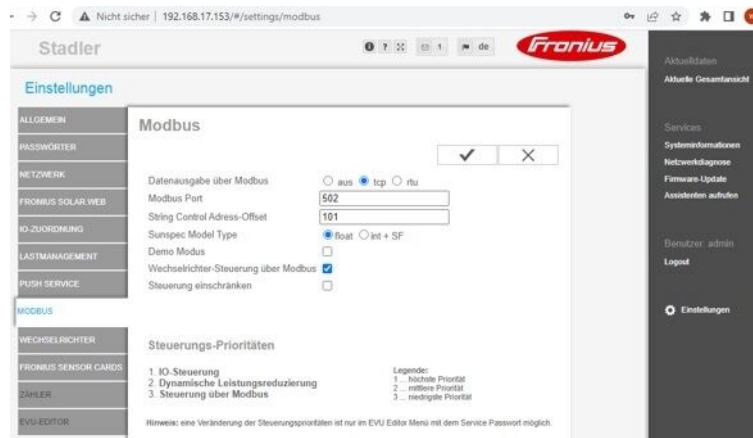 Nicht sicher | 192.168.17.153/#/settings/modbus
Stadler
1 de
Fronius
Einstellungen
ALLGEMEIN
PASSWÖRTER
NETZWERK
FRONIUS SOLAR.WEB
IO-ZUORDNUNG
LASTMANAGEMENT
PUSH SERVICE
MODBUS
WECHSELRICHTER
FRONIUS SENSOR CARDS
ZÄHLER
EVU-EDITOR
Modbus
Datenausgabe über Modbus aus tcp rtu
Modbus Port 502
String Control Adress-Offset 101
Sunspec Model Type float int + SF
Demo Modus
Wechselrichter-Steuerung über Modbus
Steuerung einschränken
Steuerungs-Prioritäten
1. IO-Steuerung
2. Dynamische Leistungsreduzierung
3. Steuerung über Modbus
Legende:
1 ... höchste Priorität
2 ... mittlere Priorität
3 ... niedrigste Priorität
Hinweis: eine Veränderung der Steuerungsprioritäten ist nur im EVU Editor Menü mit dem Service Passwort möglich.
Aktuelldaten
Aktuelle Gesamtansicht
Services
Systeminformationen
Netzwerkdiagnose
Firmware-Update
Assistenten aufrufen
Benutzer admin
Logout
Einstellungen